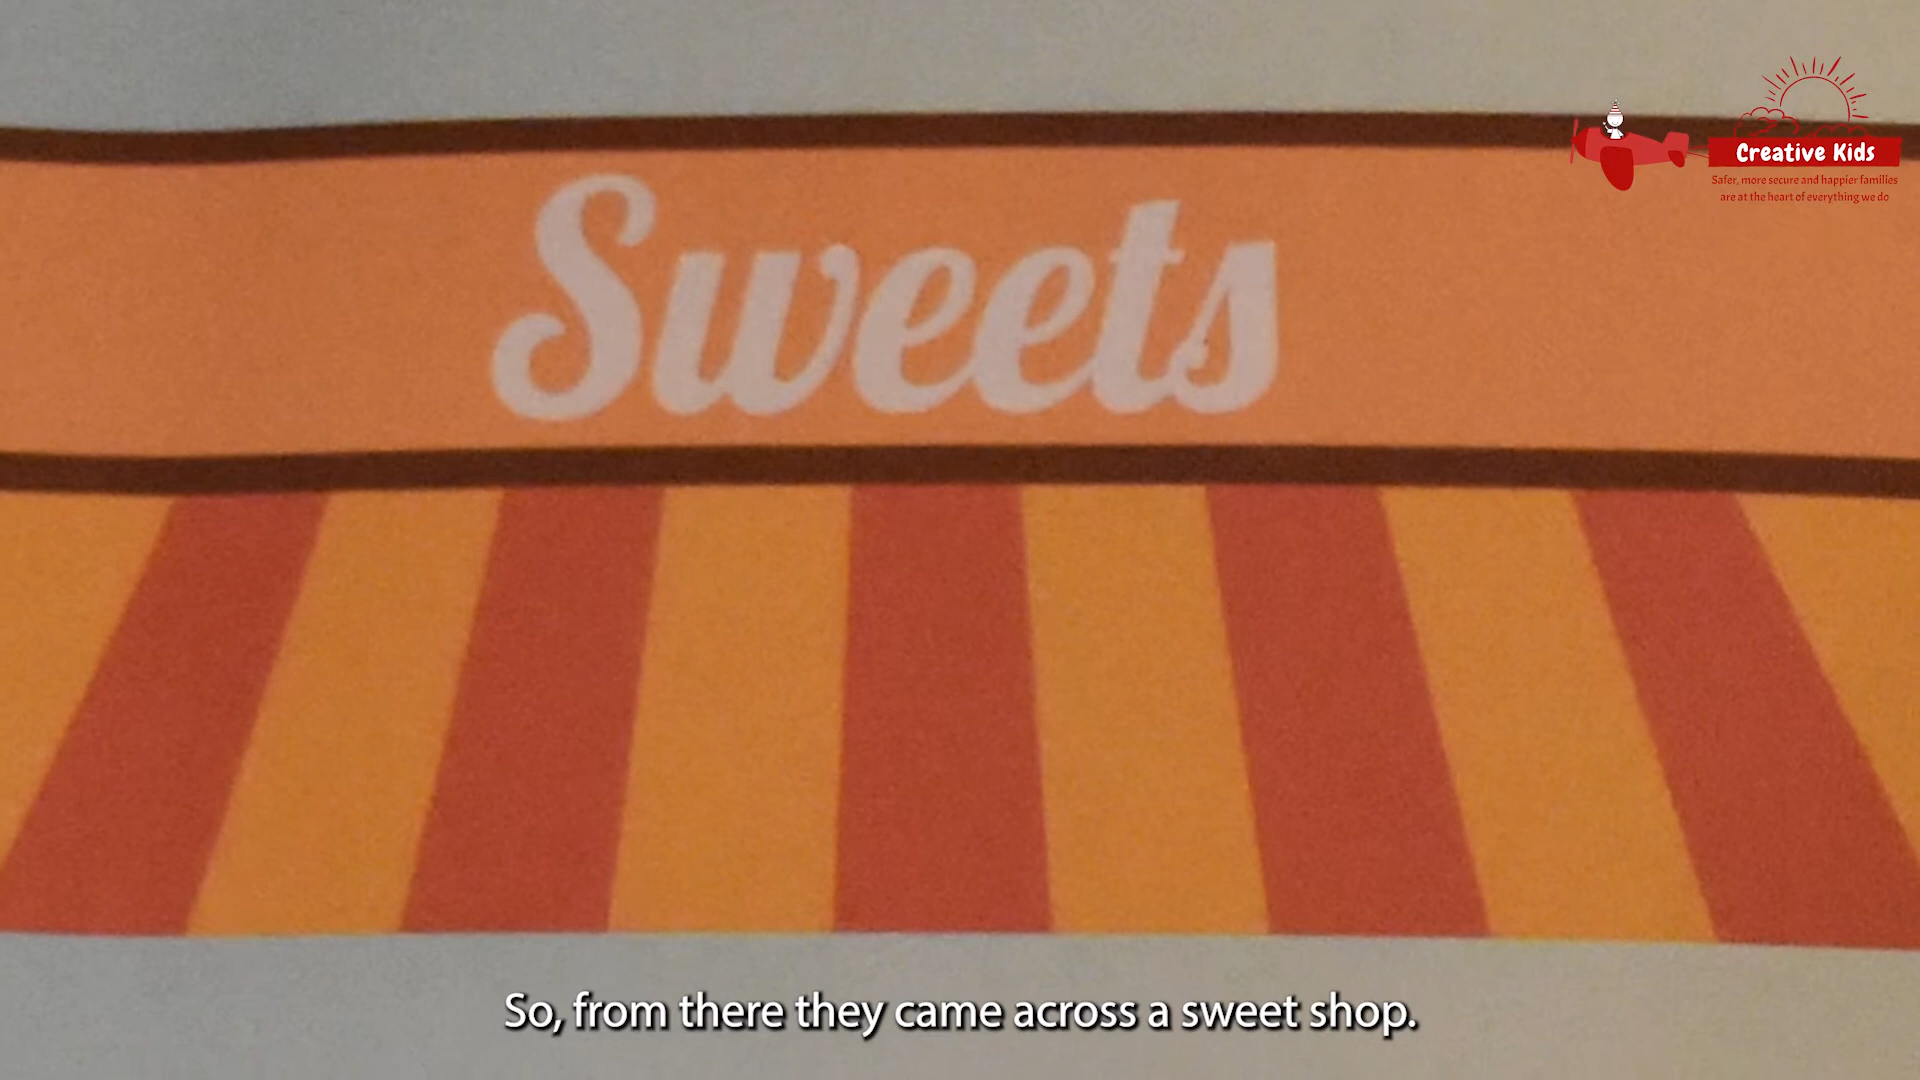 Sweets
Creative Kids
Safer, more secure and happier families
are at the heart of everything we do
So, from there they came across a sweet shop.